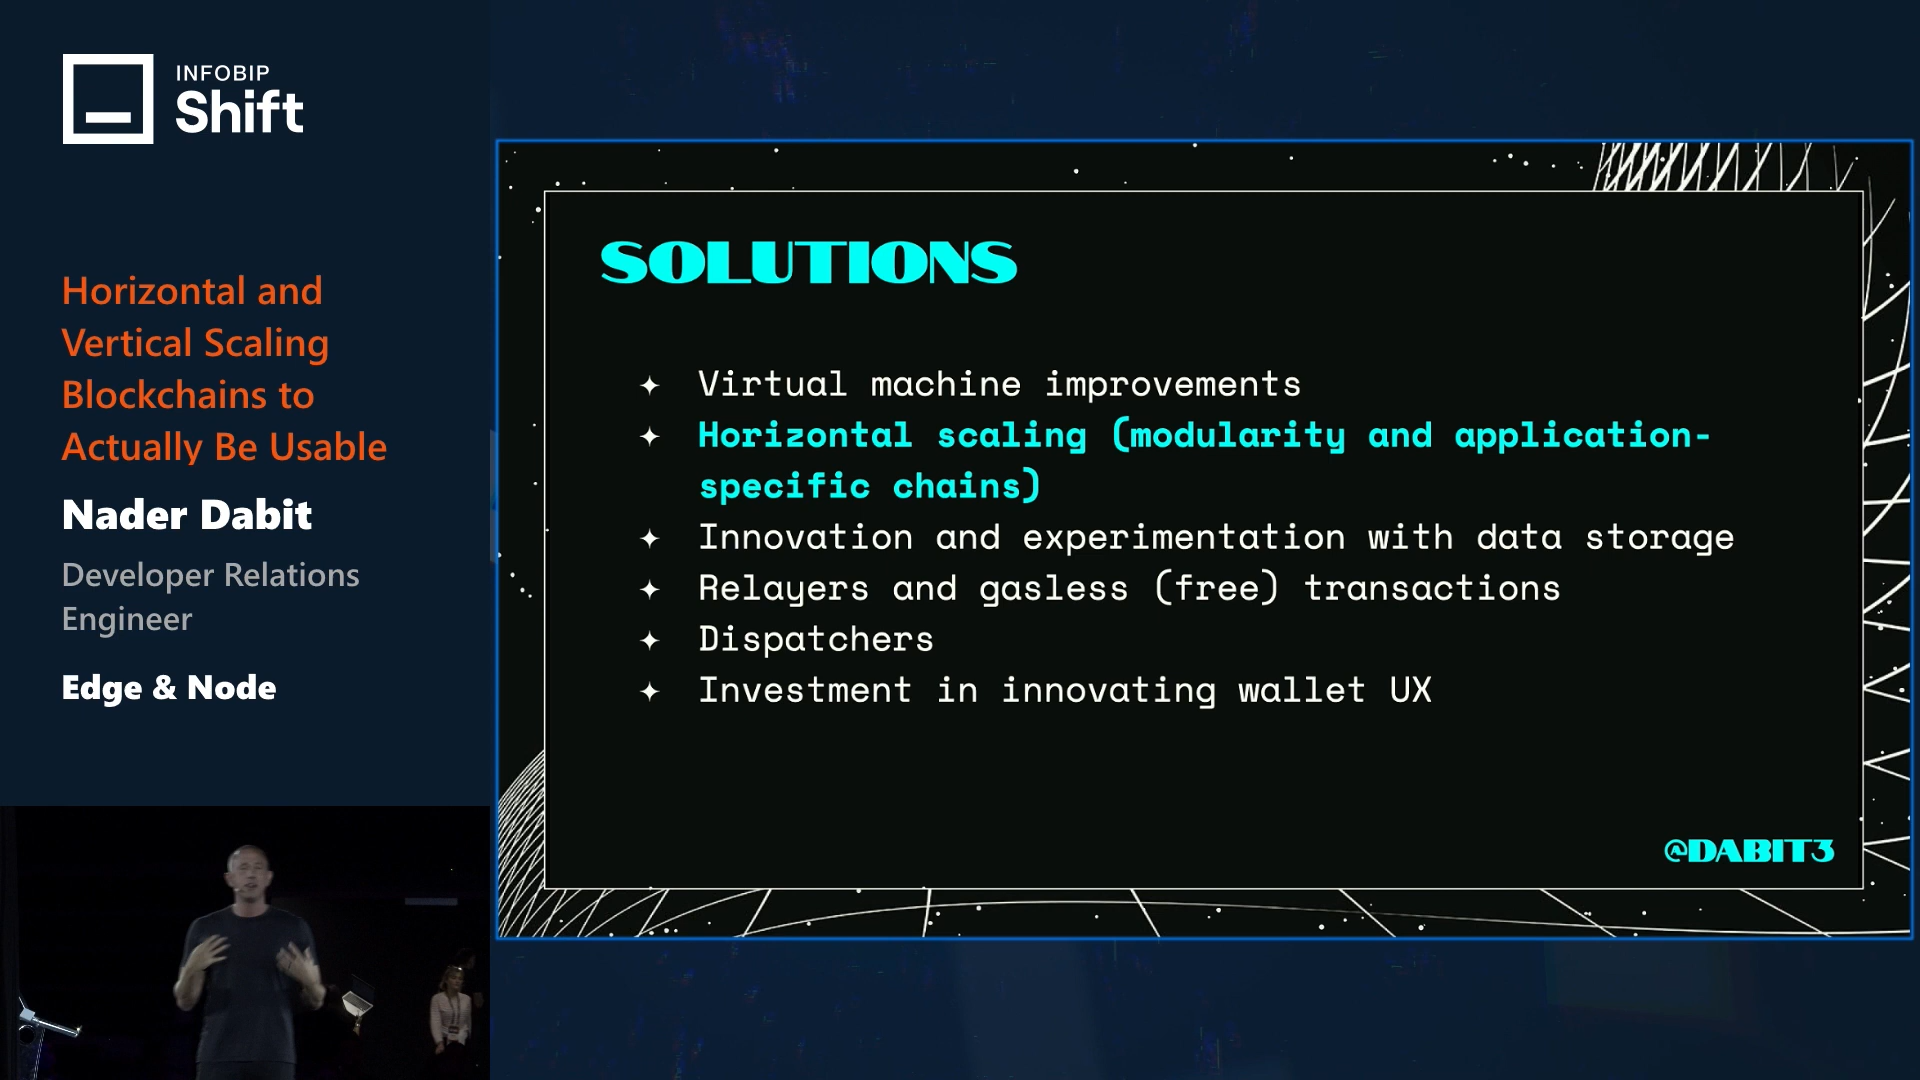 INFOBIP
Shift
Horizontal and
Vertical Scaling
Blockchains to
Actually Be Usable
Nader Dabit
Developer Relations
Engineer
Edge & Node
SOLUTIONS
Virtual machine improvements
Horizontal scaling (modularity and application-
specific chains)
Innovation and experimentation with data storage
Relayers and gasless (free) transactions
Dispatchers
Investment in innovating wallet UX
@DABIT3